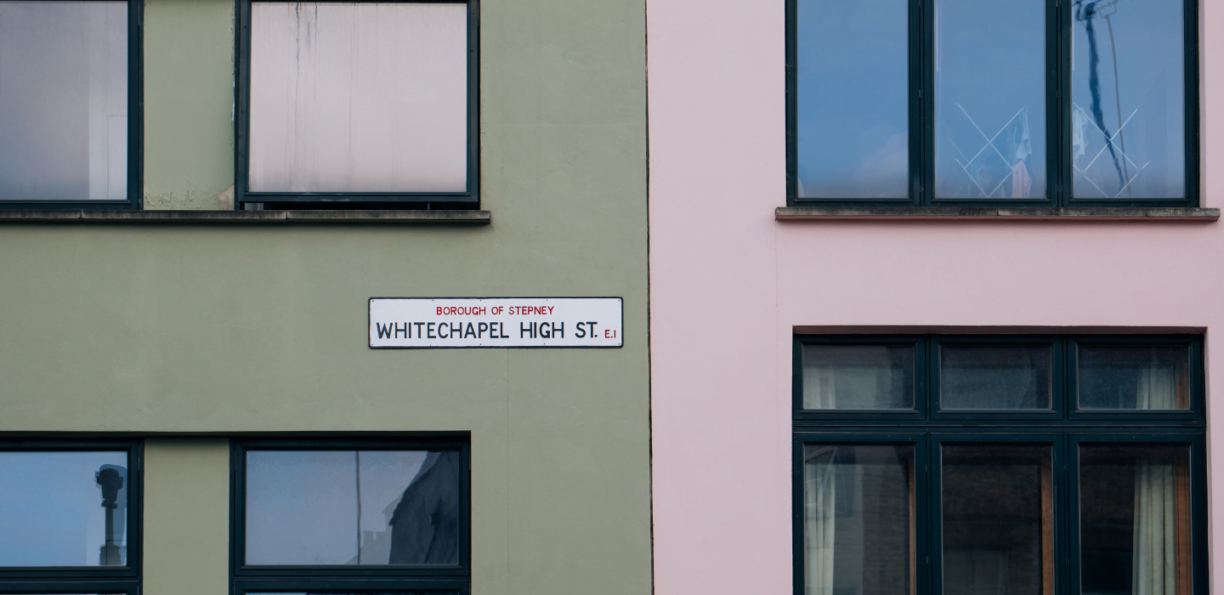 BOROUGH OF STEPNEY
WHITECHAPEL HIGH ST. E.1